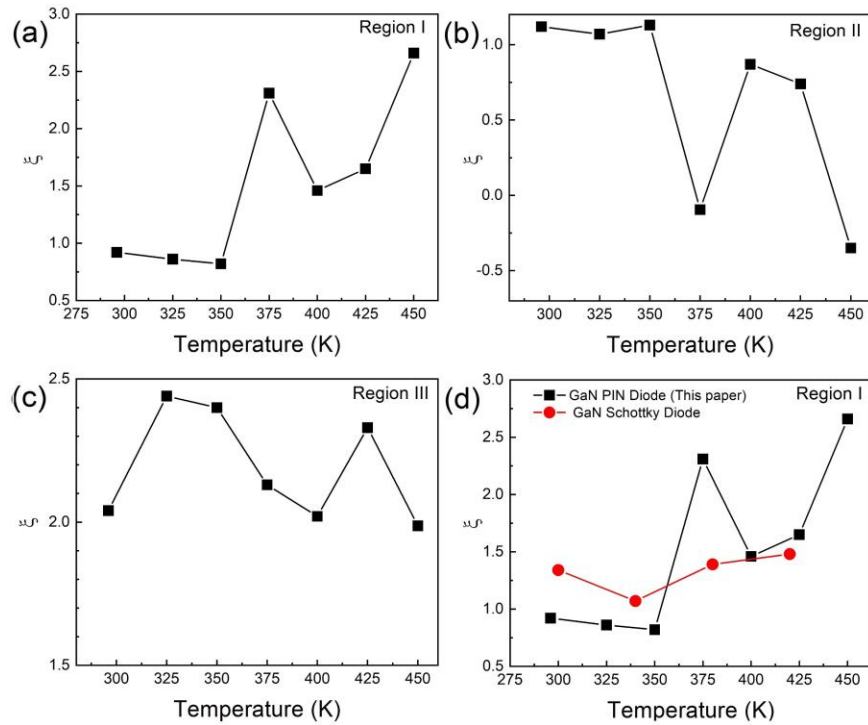 (a)
Region I
3.0
2.5
2.0
1.5
1.0
0.5
ξ
275 300 325 350 375 400 425 450
Temperature (K)
(b)
Region II
1.0
0.0
-0.5
ξ
300 325 350 375 400 425 450
Temperature (K)
(c)
Region III
2.5
2.0
1.5
ξ
300 325 350 375 400 425 450
Temperature (K)
(d)
Region I
GaN PIN Diode (This paper)
GaN Schottky Diode
3.0
2.5
2.0
1.5
1.0
0.5
ξ
275 300 325 350 375 400 425 450
Temperature (K)